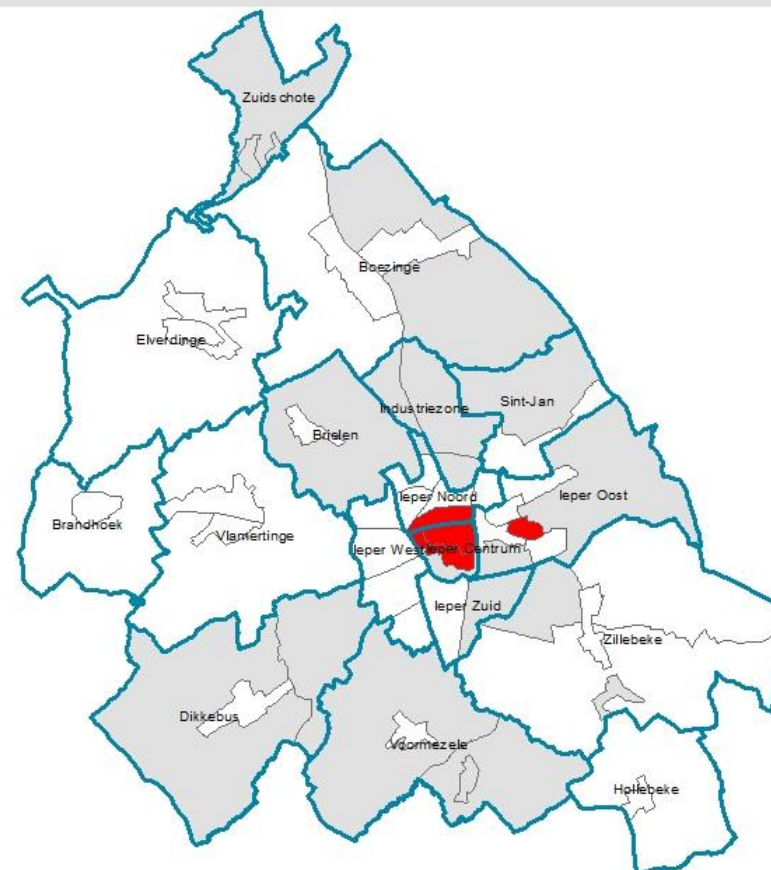 Zuidschote
Boezinge
Elverdinge
Industriezone
Sint-Jan
Brielen
Ieper Noord
Ieper Oost
Brandhoek
Vlamertinge
Ieper West
Ieper Centrum
Ieper Zuid
Zillebeke
Dikkebus
Voormezele
Hollebeke